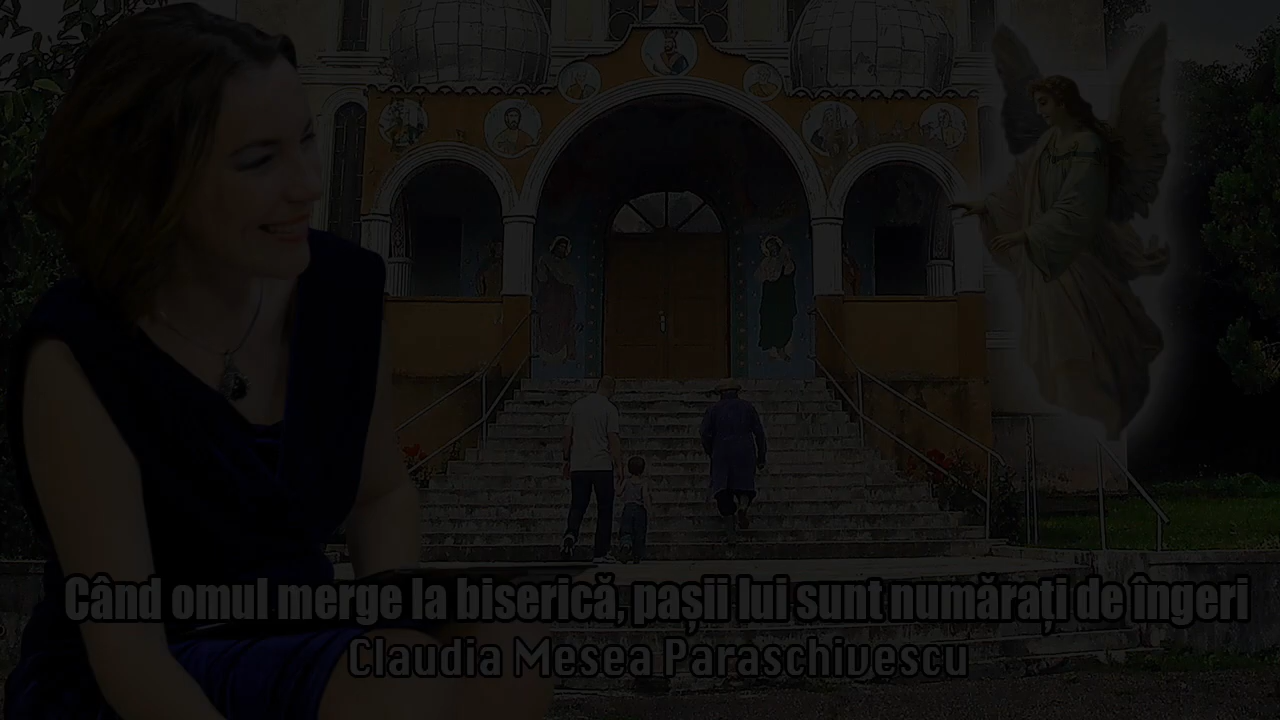 Când omul merge la biserică, pașii lui sunt numărați de îngeri
Claudia Mesea Paraschivescu